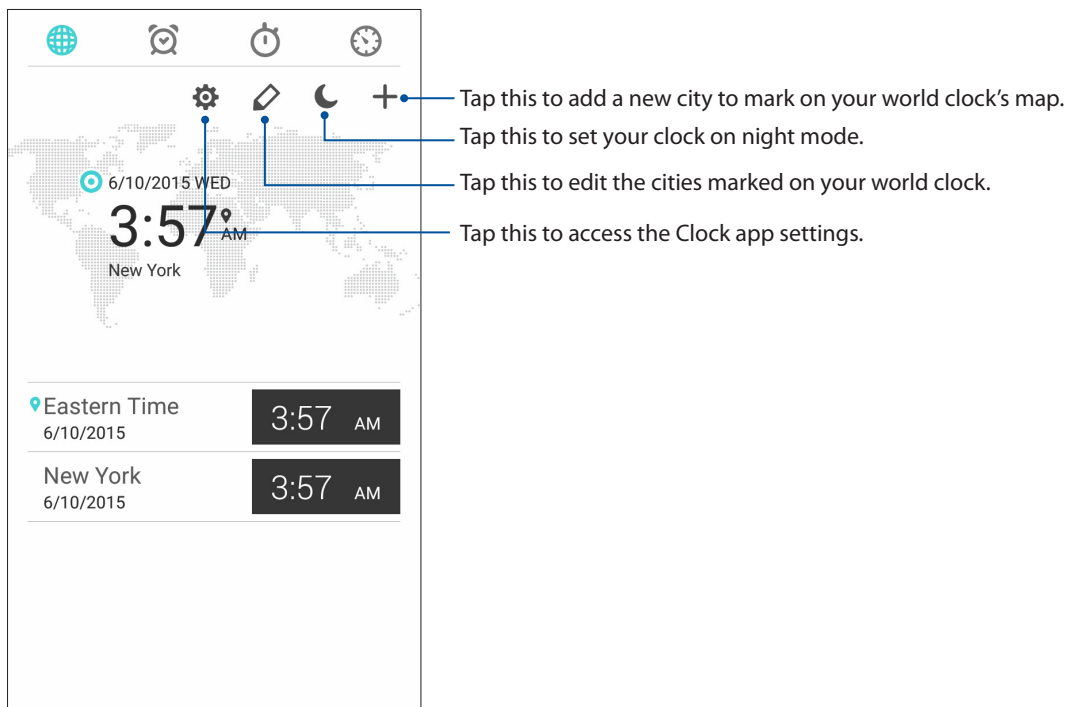 Tap this to add a new city to mark on your world clock’s map.
Tap this to set your clock on night mode.
Tap this to edit the cities marked on your world clock.
Tap this to access the Clock app settings.
6/10/2015 WED
3:57 AM
New York
Eastern Time
6/10/2015
3:57 AM
New York
6/10/2015
3:57 AM